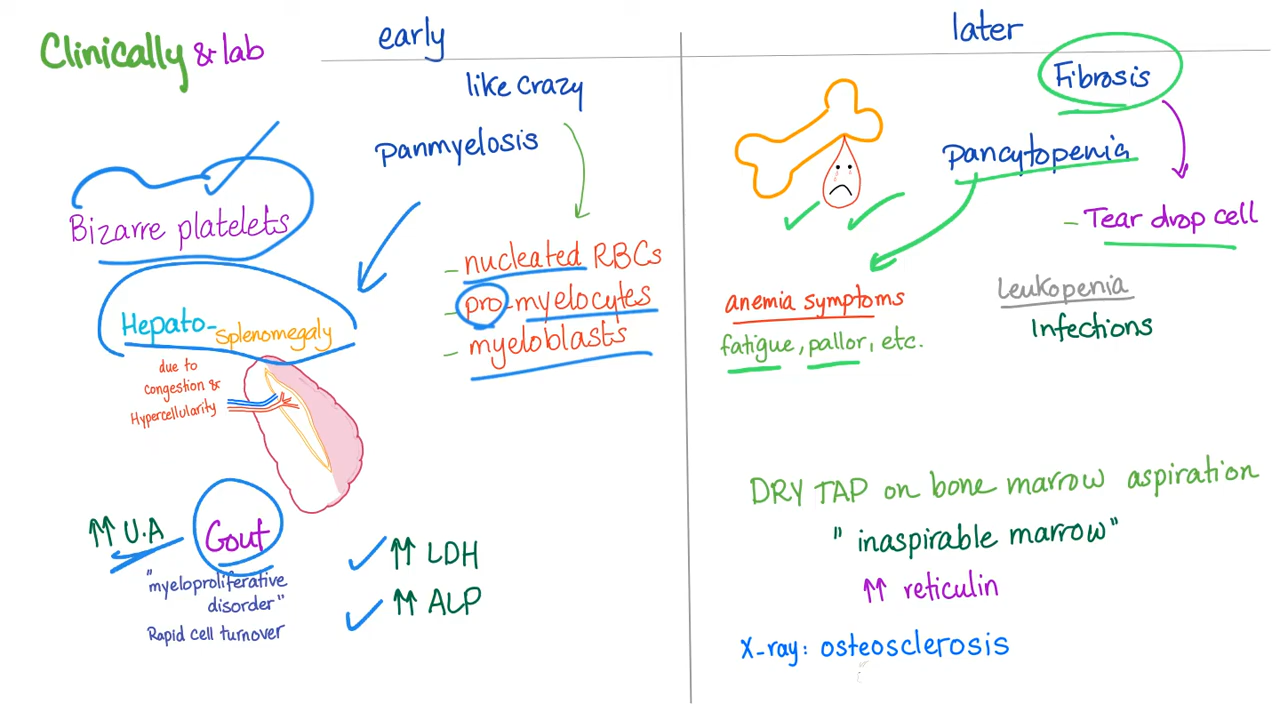 Clinically & lab
early
like crazy
panmyelosis
Bizarre platelets
- nucleated RBCs
- pro-myelocytes
- myeloblasts
Hepato-
Splenomegaly
due to
congestion &
Hypercellularity
⇈ U.A
Gout
"myeloproliferative
disorder"
Rapid cell turnover
⇈ LDH
⇈ ALP
later
Fibrosis
pancytopenia
- Tear drop cell
anemia symptoms
fatigue, pallor, etc.
Leukopenia
Infections
DRY TAP on bone marrow aspiration
"inaspirable marrow"
⇈ reticulin
X-ray: osteosclerosis